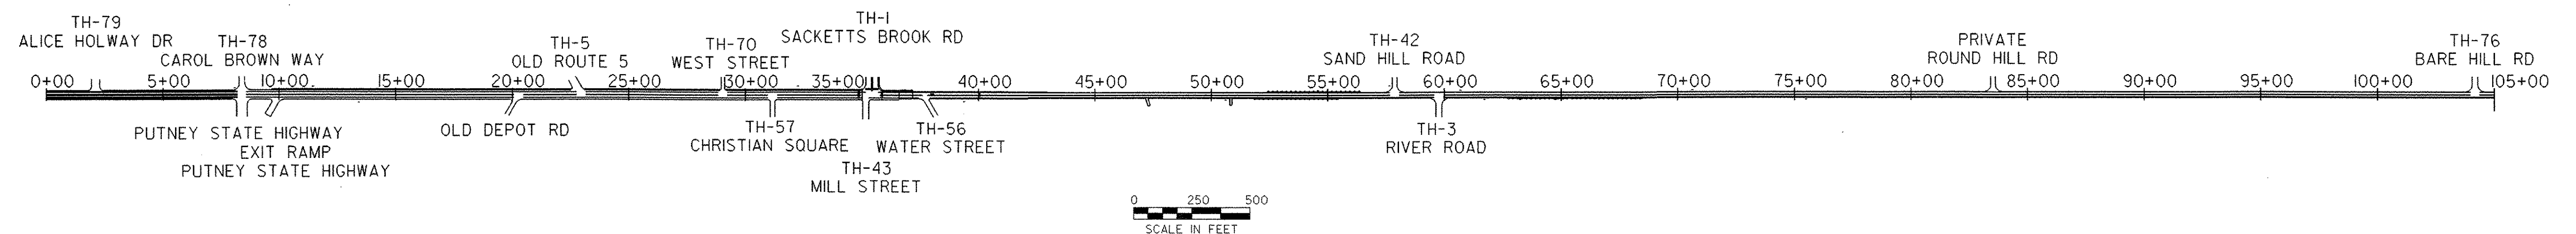 TH-79
ALICE HOLWAY DR
TH-78
CAROL BROWN WAY
TH-5
OLD ROUTE 5
TH-70
WEST STREET
TH-1
SACKETTS BROOK RD
TH-42
SAND HILL ROAD
PRIVATE
ROUND HILL RD
TH-76
BARE HILL RD
0+00 5+00 10+00 15+00 20+00 25+00 30+00 35+00 40+00 45+00 50+00 55+00 60+00 65+00 70+00 75+00 80+00 85+00 90+00 95+00 100+00 105+00
PUTNEY STATE HIGHWAY
EXIT RAMP
PUTNEY STATE HIGHWAY
OLD DEPOT RD
TH-57
CHRISTIAN SQUARE
TH-43
MILL STREET
TH-56
WATER STREET
TH-3
RIVER ROAD
0 250 500
SCALE IN FEET